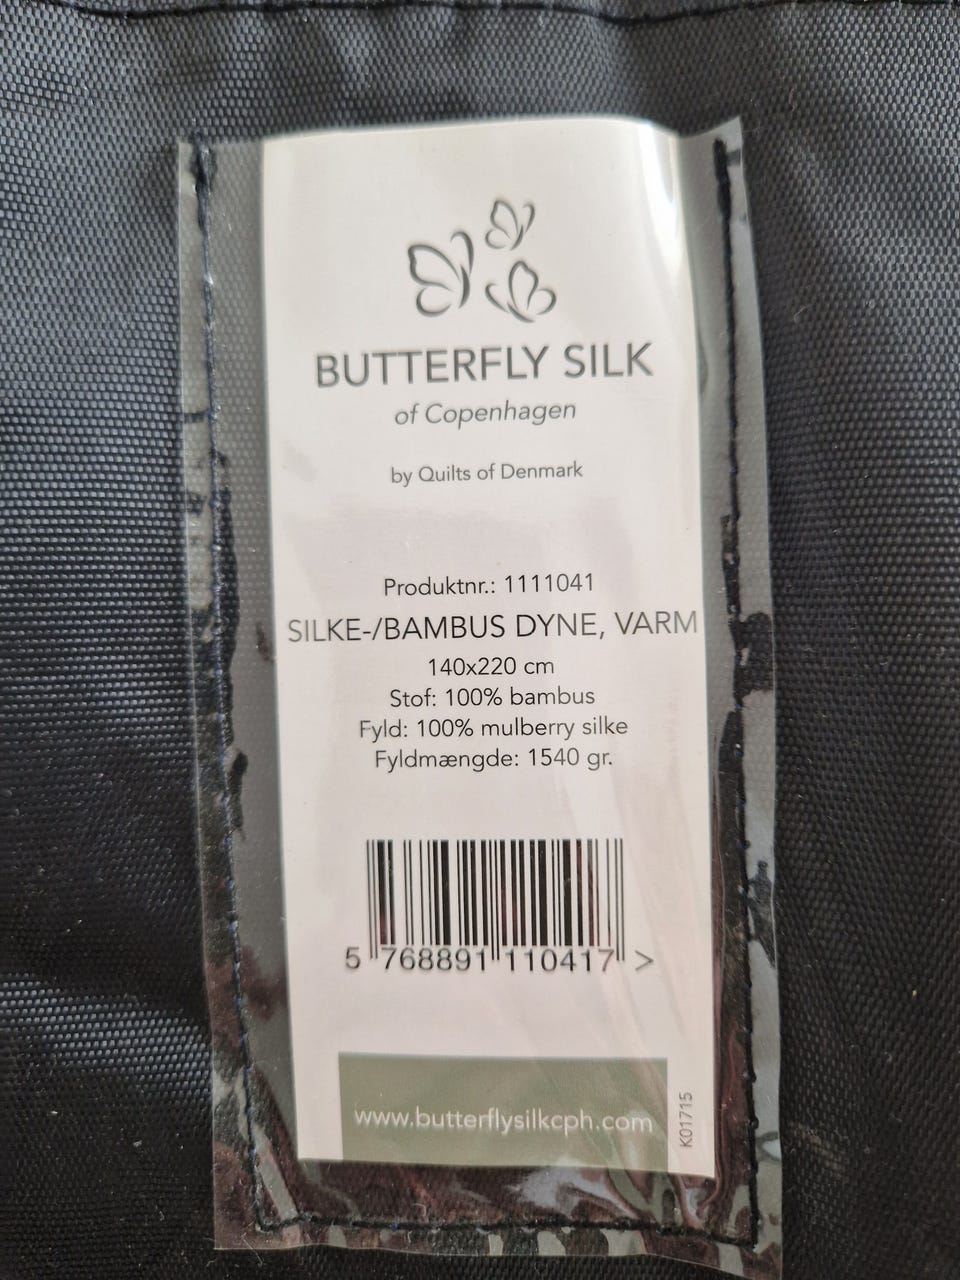 BUTTERFLY SILK
of Copenhagen
by Quilts of Denmark
Produktnr.: 1111041
SILKE-/BAMBUS DYNE, VARM
140x220 cm
Stof: 100% bambus
Fyld: 100% mulberry silke
Fyldmængde: 1540 gr.
5 768891 110417 >
www.butterflysilkcph.com
K01715